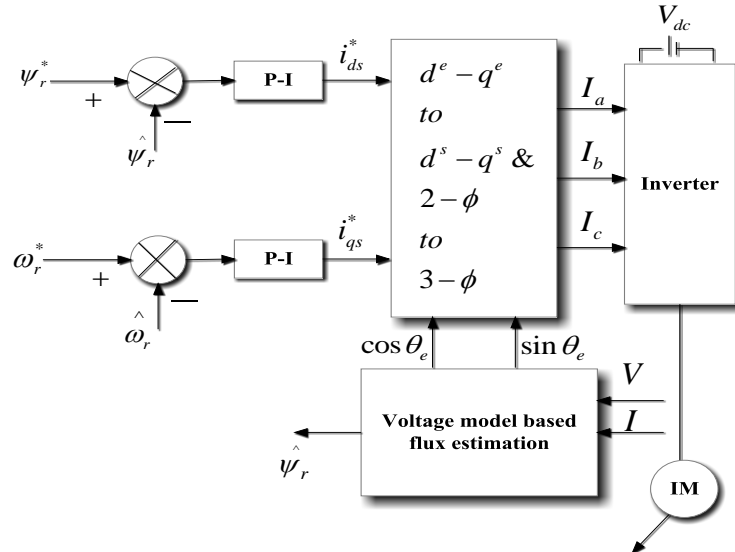 V_dc
ψ_r^*
+
—
ψ̂_r
P-I
i_ds^*
d^e – q^e
to
d^s – q^s &
2 – ϕ
to
3 – ϕ
I_a
I_b
I_c
Inverter
ω_r^*
+
—
ω̂_r
P-I
i_qs^*
cos θ_e
sin θ_e
Voltage model based
flux estimation
V
I
ψ̂_r
IM